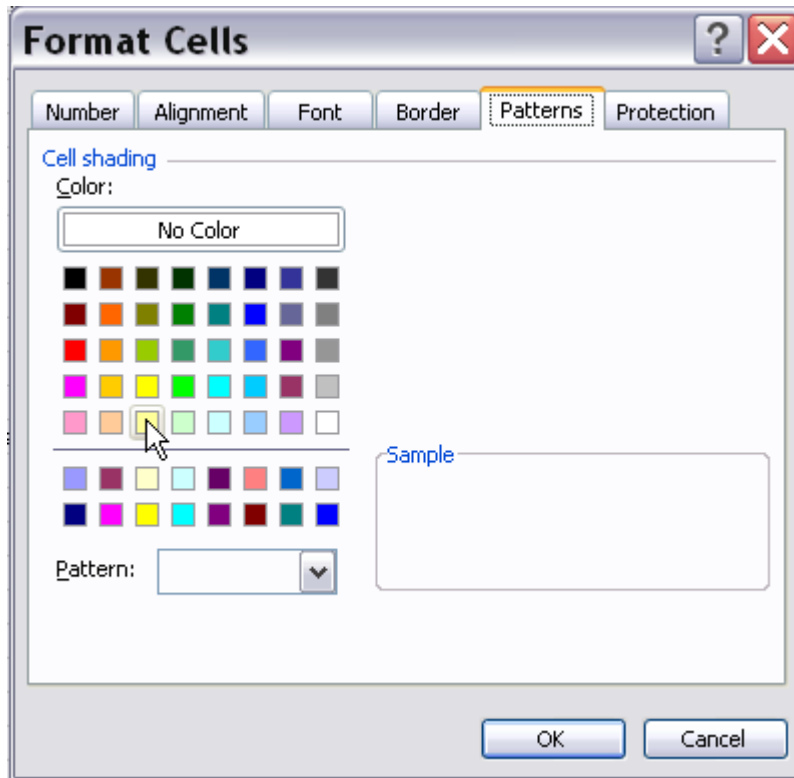 Format Cells
Number Alignment Font Border Patterns Protection
Cell shading
Color:
No Color
Sample
Pattern:
OK Cancel